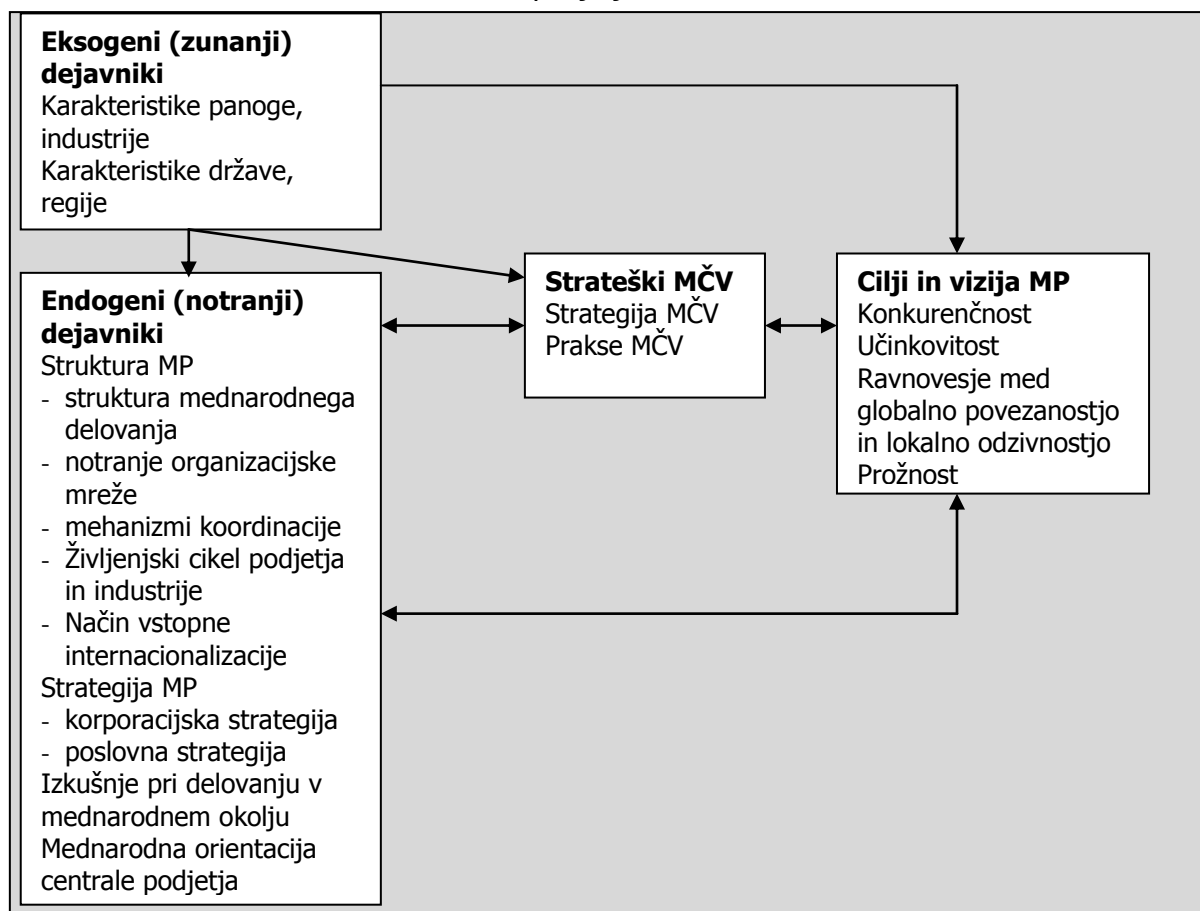 Eksogeni (zunanji)
dejavniki
Karakteristike panoge,
industrije
Karakteristike države,
regije
Endogeni (notranji)
dejavniki
Struktura MP
- struktura mednarodnega
delovanja
- notranje organizacijske
mreže
- mehanizmi koordinacije
- Življenjski cikel podjetja
in industrije
- Način vstopne
internacionalizacije
Strategija MP
- korporacijska strategija
- poslovna strategija
Izkušnje pri delovanju v
mednarodnem okolju
Mednarodna orientacija
centrale podjetja
Strateški MČV
Strategija MČV
Prakse MČV
Cilji in vizija MP
Konkurenčnost
Učinkovitost
Ravnovesje med
globalno povezanostjo
in lokalno odzivnostjo
Prožnost